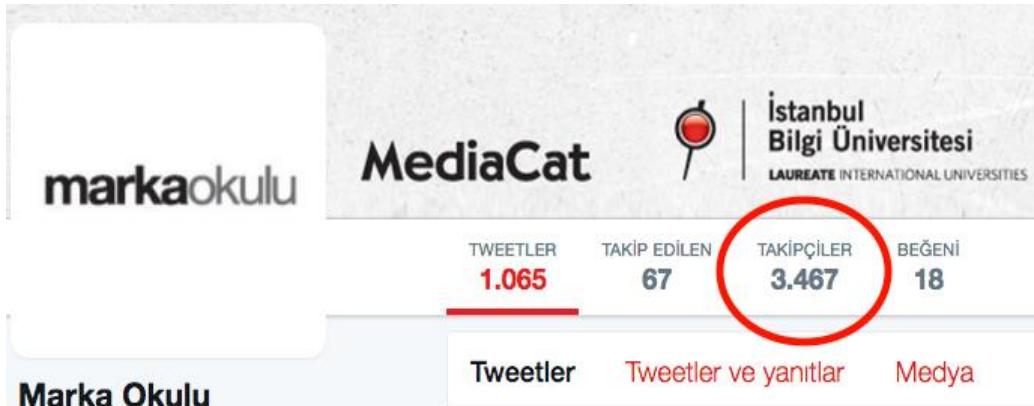 markaokulu
MediaCat
İstanbul
Bilgi Üniversitesi
LAUREATE INTERNATIONAL UNIVERSITIES
TWEETLER TAKİP EDİLEN TAKİPÇİLER BEĞENİ
1.065 67 3.467 18
Tweetler Tweetler ve yanıtlar Medya
Marka Okulu